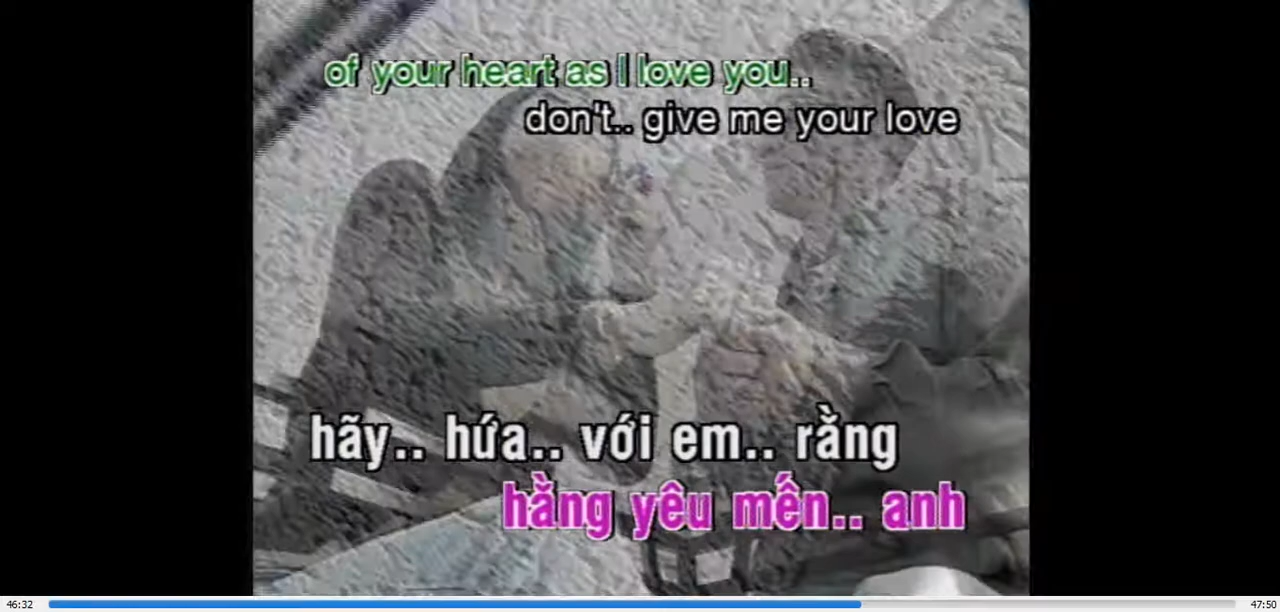 of your heart as I love you..
don't.. give me your love
hãy.. hứa.. với em.. rằng
hằng yêu mến.. anh
46:32
47:50